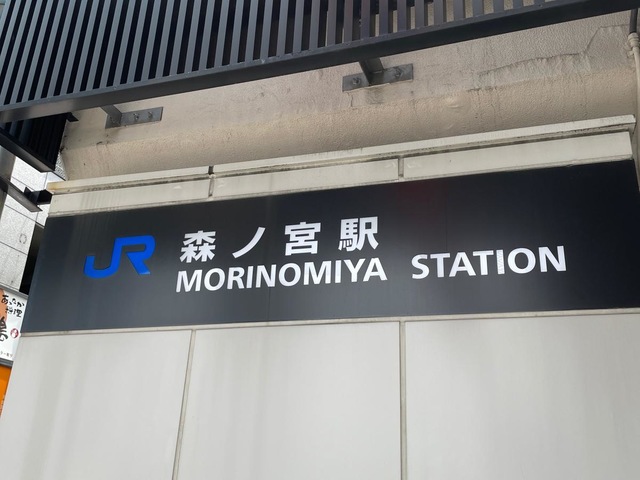 JR 森ノ宮駅
MORINOMIYA STATION